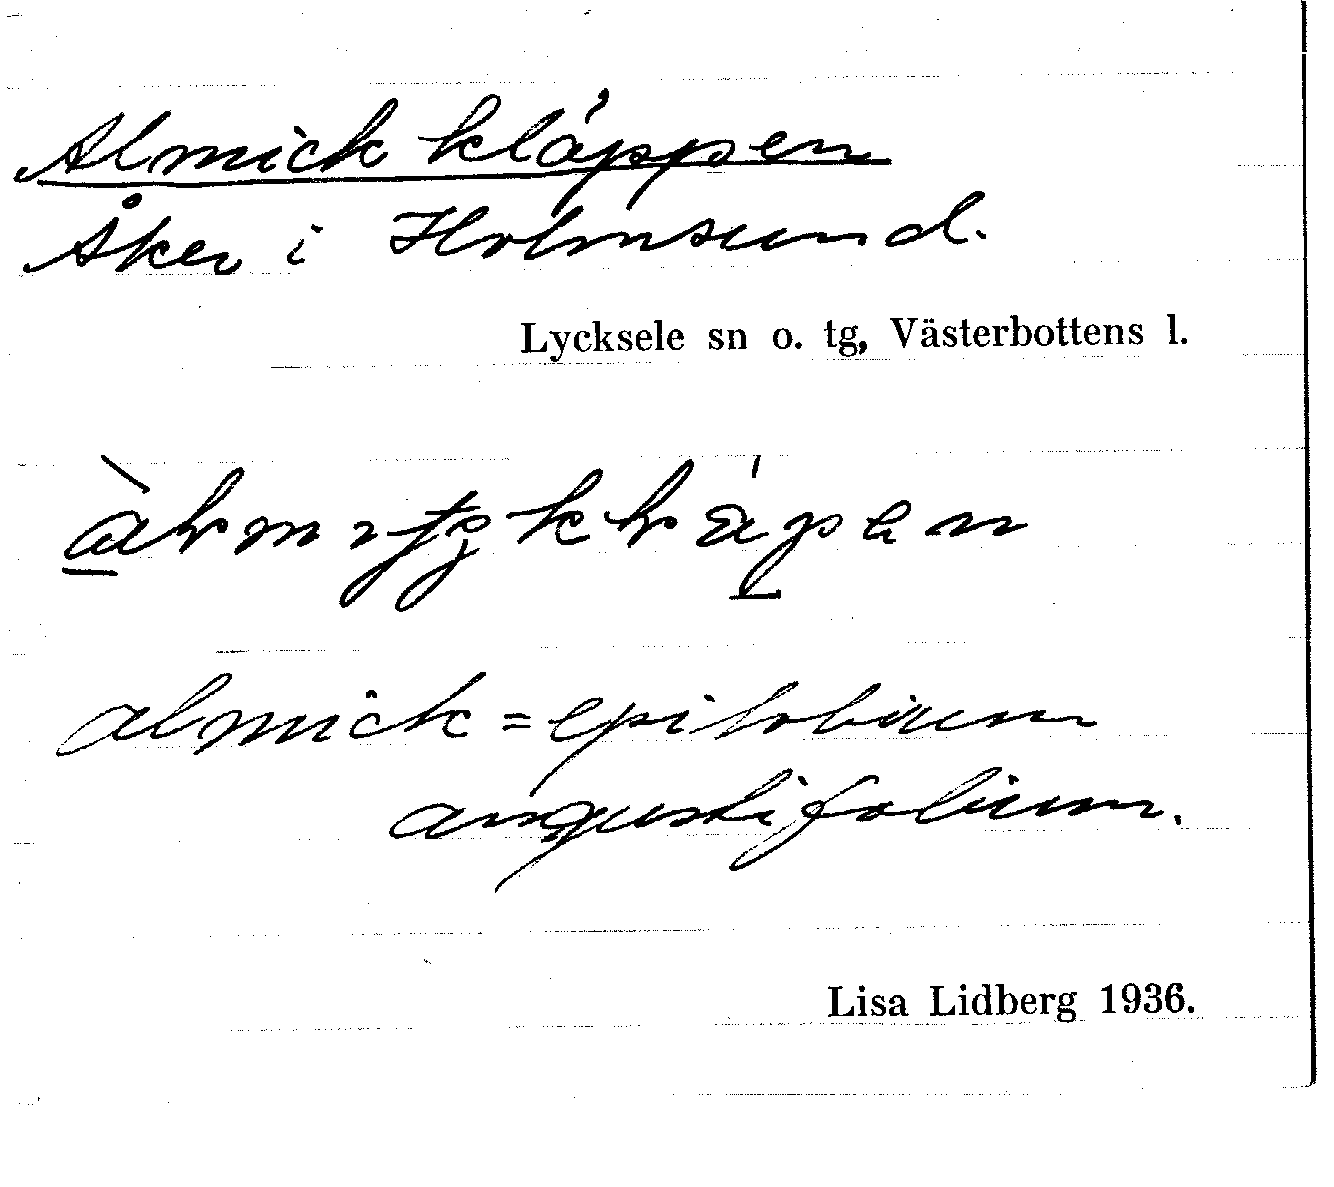 Almick kläppen
Åker i Holmsund.
Lycksele sn o. tg, Västerbottens l.
almick = epilobium
angustifolium.
Lisa Lidberg 1936.